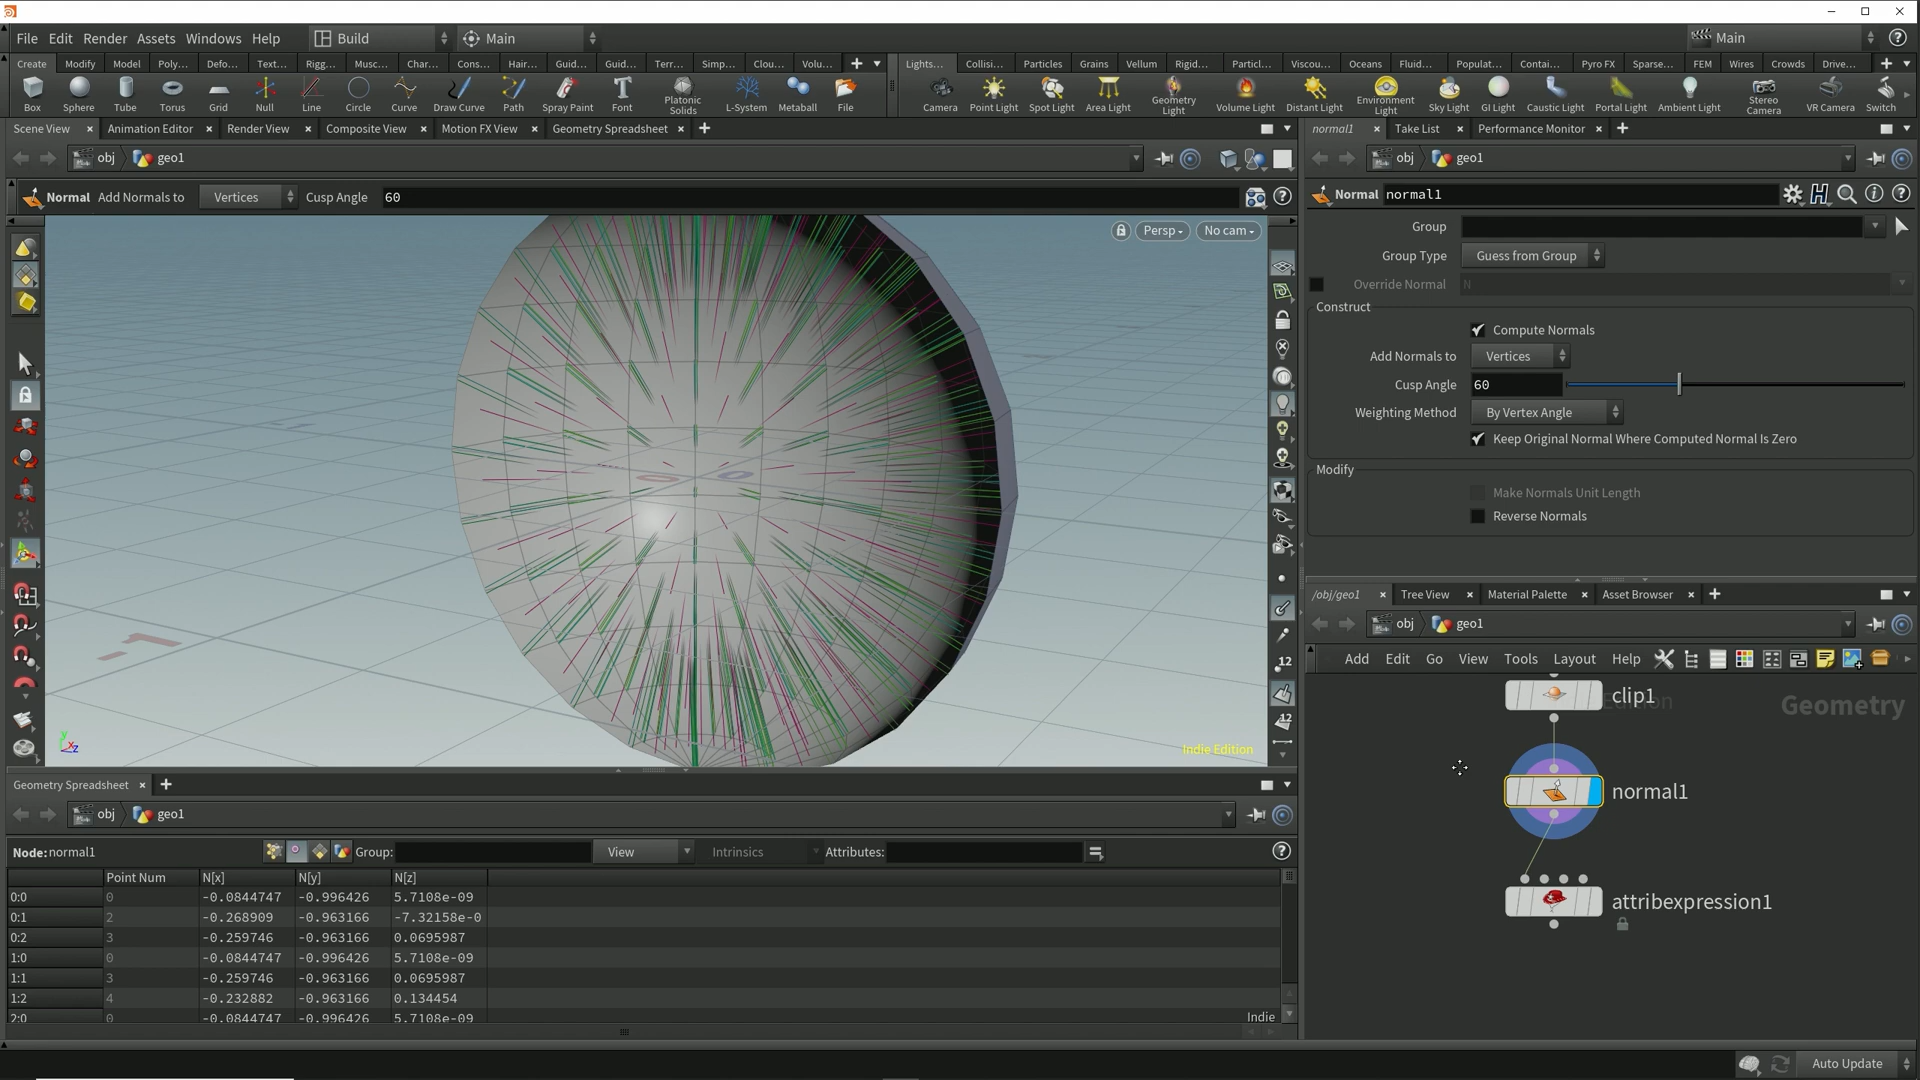 File Edit Render Assets Windows Help Build Main Main
Create Modify Model Poly... Defo... Text... Rigg... Musc... Char... Cons... Hair... Guid... Guid... Terr... Simp... Clou... Volu... Lights... Collisi... Particles Grains Vellum Rigid... Particl... Viscou... Oceans Fluid... Populat... Contai... Pyro FX Sparse... FEM Wires Crowds Drive...
Box Sphere Tube Torus Grid Null Line Circle Curve Draw Curve Path Spray Paint Font Platonic Solids L-System Metaball File Camera Point Light Spot Light Area Light Geometry Light Volume Light Distant Light Environment Light Sky Light GI Light Caustic Light Portal Light Ambient Light Stereo Camera VR Camera Switch
Scene View Animation Editor Render View Composite View Motion FX View Geometry Spreadsheet
obj geo1
Normal Add Normals to Vertices Cusp Angle 60
Persp No cam
12
12
Indie Edition
y
x z
Geometry Spreadsheet
obj geo1
Node: normal1 Group: View Intrinsics Attributes:
Point Num N[x] N[y] N[z]
0:0 0 -0.0844747 -0.996426 5.7108e-09
0:1 2 -0.268909 -0.963166 -7.32158e-0
0:2 3 -0.259746 -0.963166 0.0695987
1:0 0 -0.0844747 -0.996426 5.7108e-09
1:1 3 -0.259746 -0.963166 0.0695987
1:2 4 -0.232882 -0.963166 0.134454
2:0 0 -0.0844747 -0.996426 5.7108e-09
Indie
normal1 Take List Performance Monitor
obj geo1
Normal normal1
Group
Group Type Guess from Group
Override Normal N
Construct
Compute Normals
Add Normals to Vertices
Cusp Angle 60
Weighting Method By Vertex Angle
Keep Original Normal Where Computed Normal Is Zero
Modify
Make Normals Unit Length
Reverse Normals
/obj/geo1 Tree View Material Palette Asset Browser
obj geo1
Add Edit Go View Tools Layout Help
clip1
Geometry
normal1
attribexpression1
Auto Update